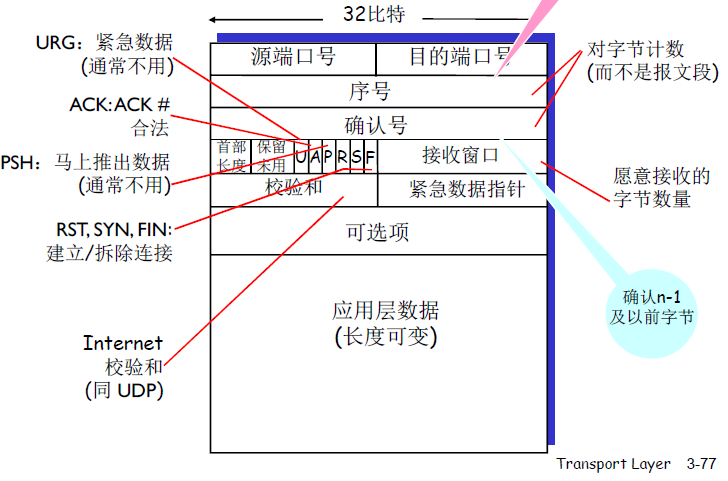 32比特
URG：紧急数据
(通常不用)
源端口号
目的端口号
对字节计数
(而不是报文段)
序号
ACK:ACK #
合法
确认号
首部
长度
保留
未用
U
A
P
R
S
F
接收窗口
PSH：马上推出数据
(通常不用)
愿意接收的
字节数量
校验和
紧急数据指针
RST, SYN, FIN:
建立/拆除连接
可选项
确认n-1
及以前字节
应用层数据
(长度可变)
Internet
校验和
(同 UDP)
Transport Layer 3-77